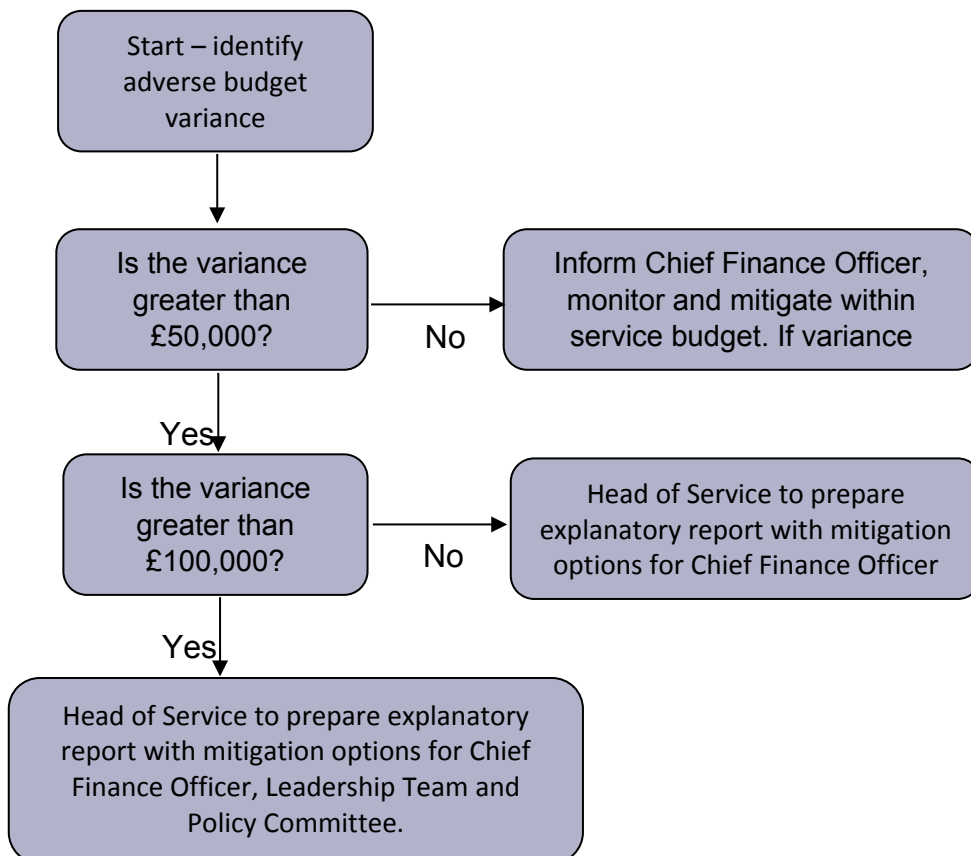 Start – identify
adverse budget
variance
Is the variance
greater than
£50,000?
No
Inform Chief Finance Officer,
monitor and mitigate within
service budget. If variance
Yes
Is the variance
greater than
£100,000?
No
Head of Service to prepare
explanatory report with mitigation
options for Chief Finance Officer
Yes
Head of Service to prepare explanatory
report with mitigation options for Chief
Finance Officer, Leadership Team and
Policy Committee.